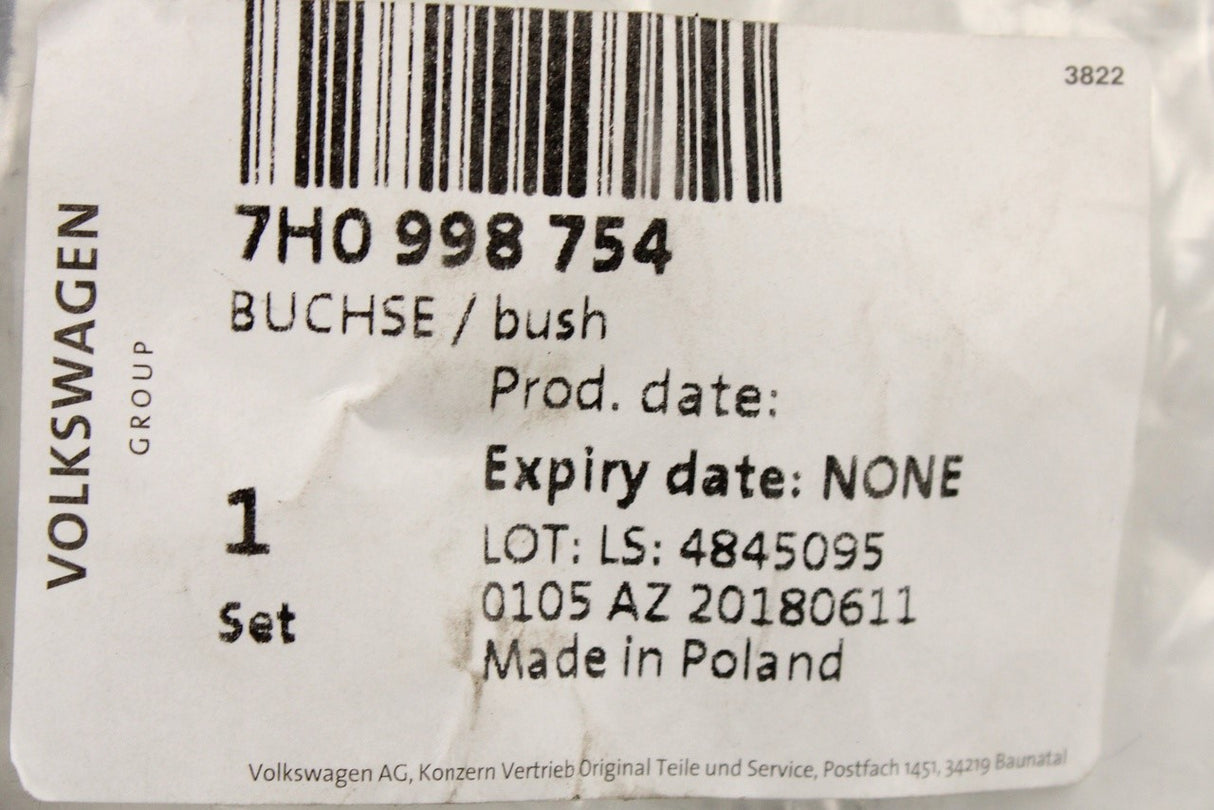 3822
7H0 998 754
BUCHSE / bush
Prod. date:
Expiry date: NONE
1
Set
LOT: LS: 4845095
0105 AZ 20180611
Made in Poland
VOLKSWAGEN
GROUP
Volkswagen AG, Konzern Vertrieb Original Teile und Service, Postfach 1451, 34219 Baunatal